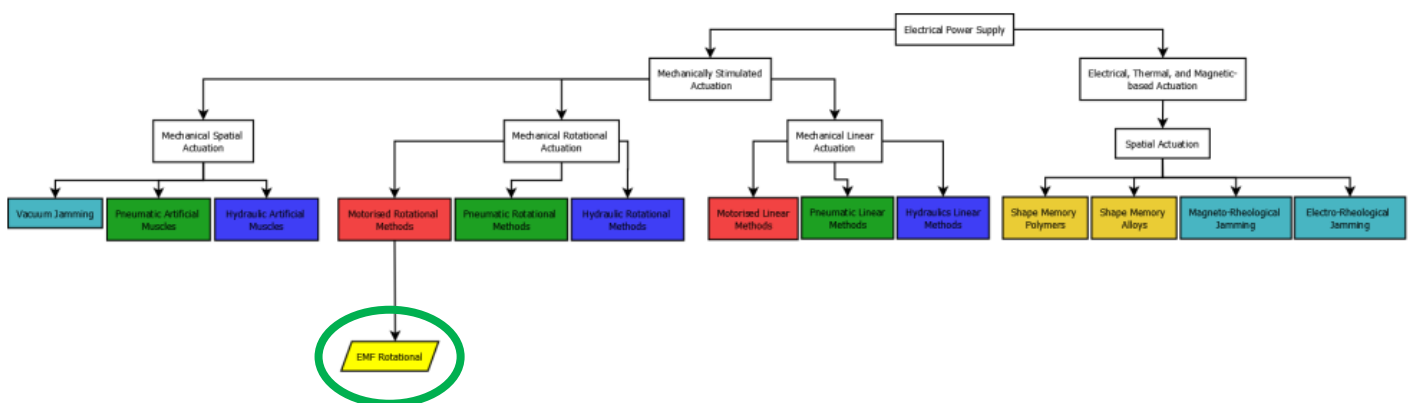 Electrical Power Supply
Mechanically Stimulated
Actuation
Electrical, Thermal, and Magnetic-
based Actuation
Mechanical Spatial
Actuation
Mechanical Rotational
Actuation
Mechanical Linear
Actuation
Spatial Actuation
Vacuum Jamming
Pneumatic Artificial
Muscles
Hydraulic Artificial
Muscles
Motorised Rotational
Methods
Pneumatic Rotational
Methods
Hydraulic Rotational
Methods
Motorised Linear
Methods
Pneumatic Linear
Methods
Hydraulics Linear
Methods
Shape Memory
Polymers
Shape Memory
Alloys
Magneto-Rheological
Jamming
Electro-Rheological
Jamming
EMF Rotational